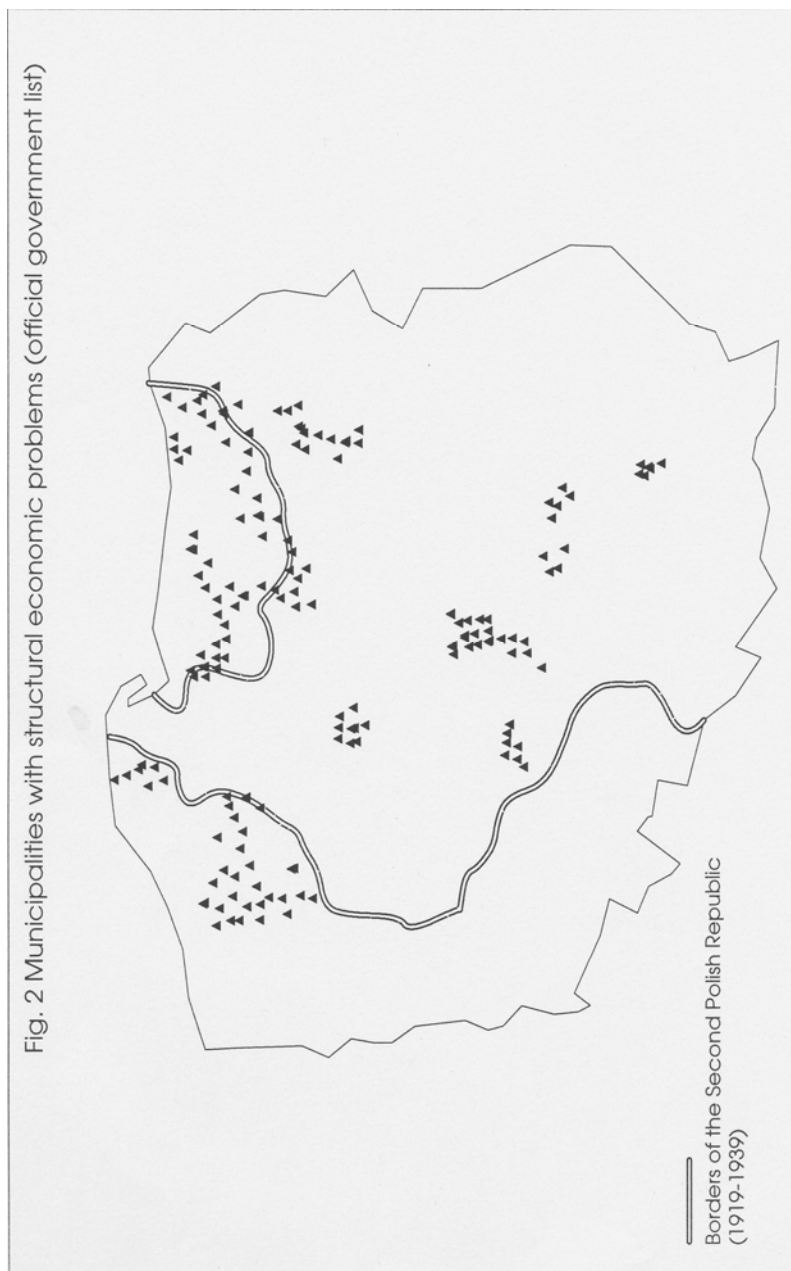 Fig. 2 Municipalities with structural economic problems (official government list)
Borders of the Second Polish Republic
(1919-1939)